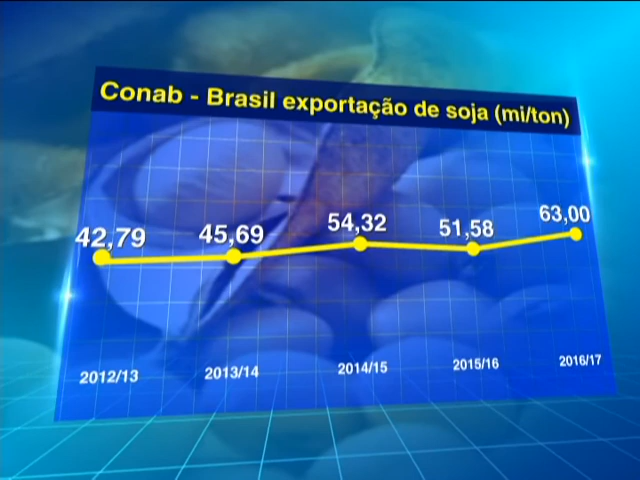 Conab - Brasil exportação de soja (mi/ton)
42,79 45,69 54,32 51,58 63,00
2012/13 2013/14 2014/15 2015/16 2016/17